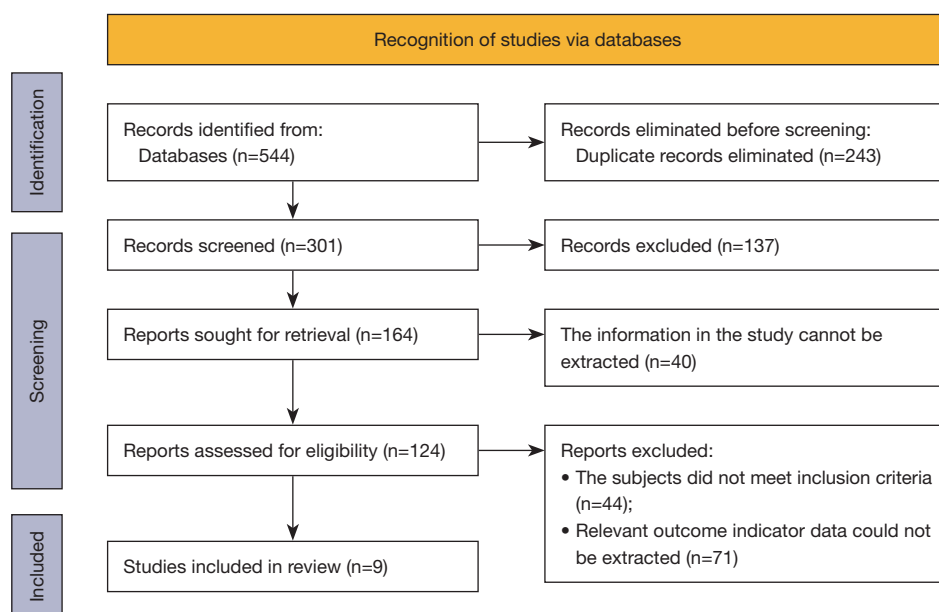 Recognition of studies via databases
Identification
Records identified from:
Databases (n=544)
Records eliminated before screening:
Duplicate records eliminated (n=243)
Screening
Records screened (n=301)
Records excluded (n=137)
Reports sought for retrieval (n=164)
The information in the study cannot be
extracted (n=40)
Reports assessed for eligibility (n=124)
Reports excluded:
• The subjects did not meet inclusion criteria
(n=44);
• Relevant outcome indicator data could not
be extracted (n=71)
Included
Studies included in review (n=9)